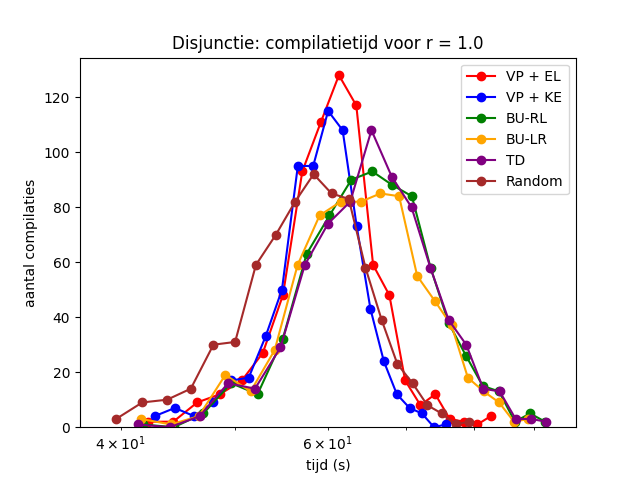 Disjunctie: compilatietijd voor r = 1.0
aantal compilaties
120
100
80
60
40
20
0
4 × 10¹
6 × 10¹
tijd (s)
VP + EL
VP + KE
BU-RL
BU-LR
TD
Random